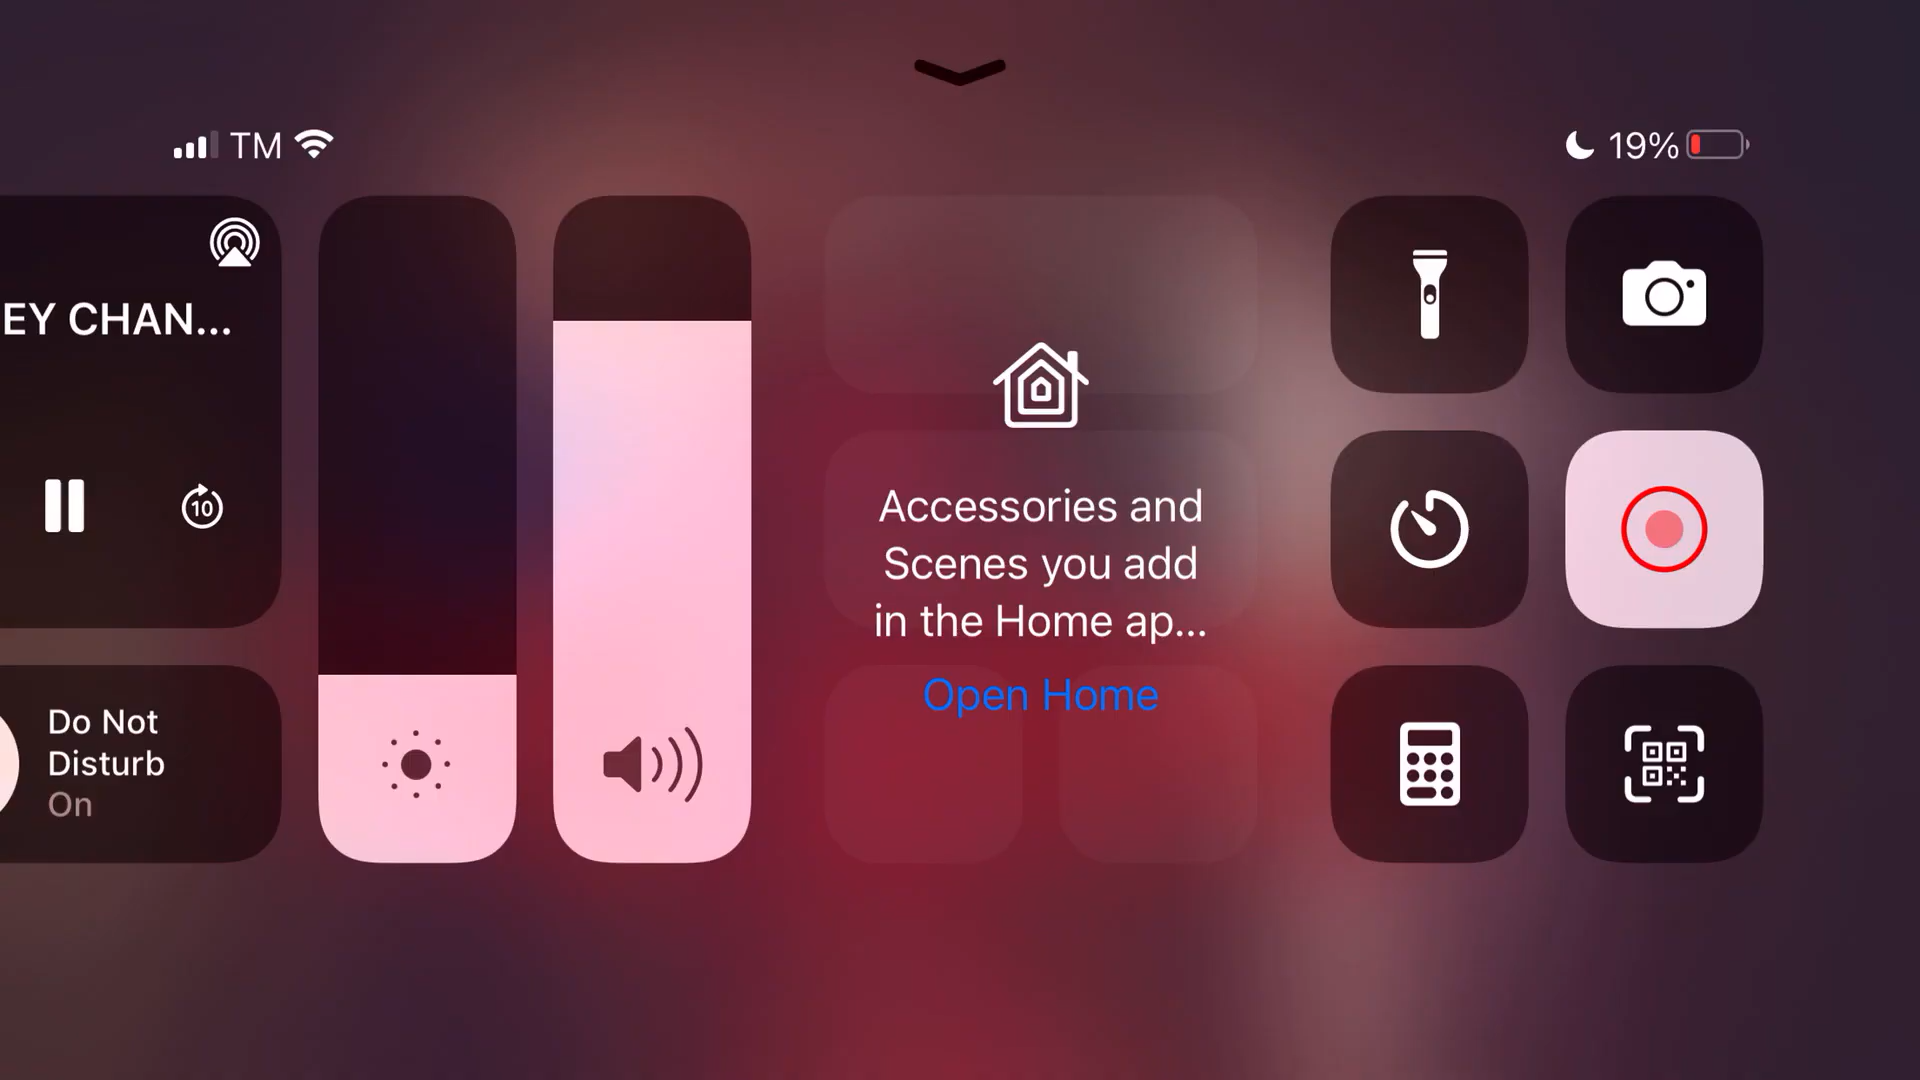 TM
19%
EY CHAN...
10
Do Not
Disturb
On
Accessories and
Scenes you add
in the Home ap...
Open Home